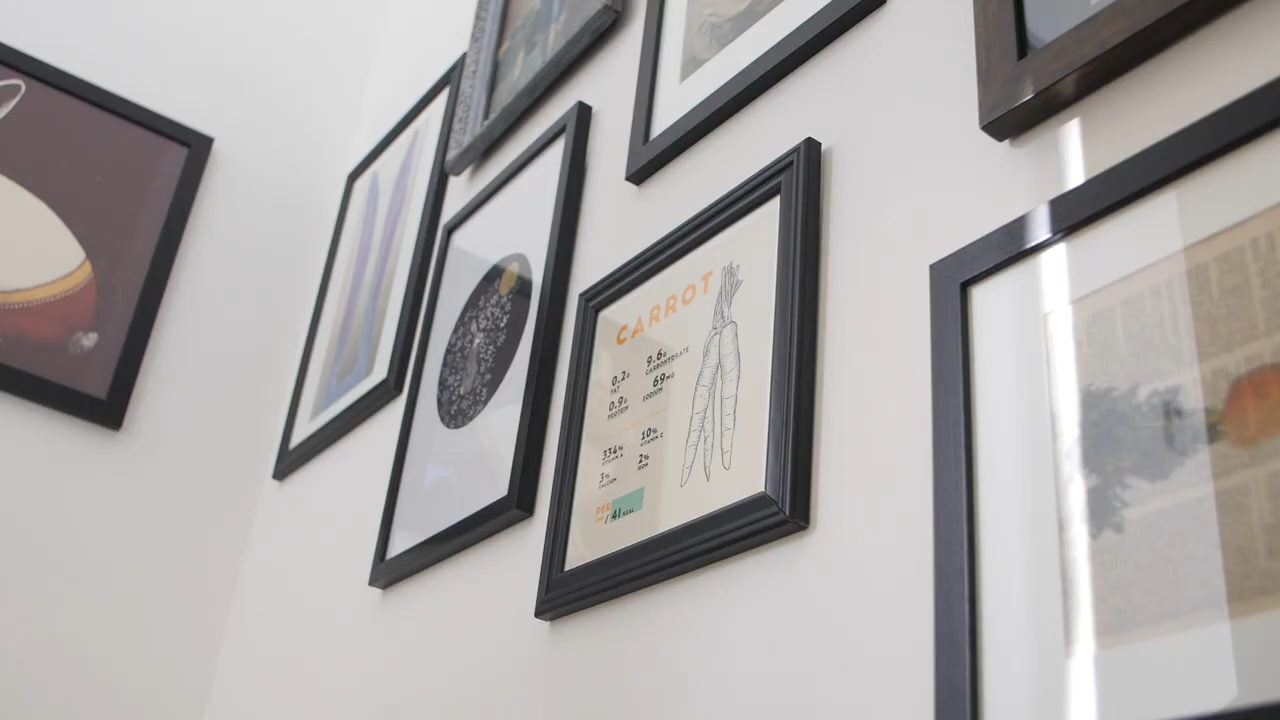 CARROT
9.6G
CARBOHYDRATE
0.2G
FAT
69MG
SODIUM
0.9G
PROTEIN
10%
VITAMIN C
334%
VITAMIN A
2%
IRON
3%
CALCIUM
PER
/ 41 KCAL